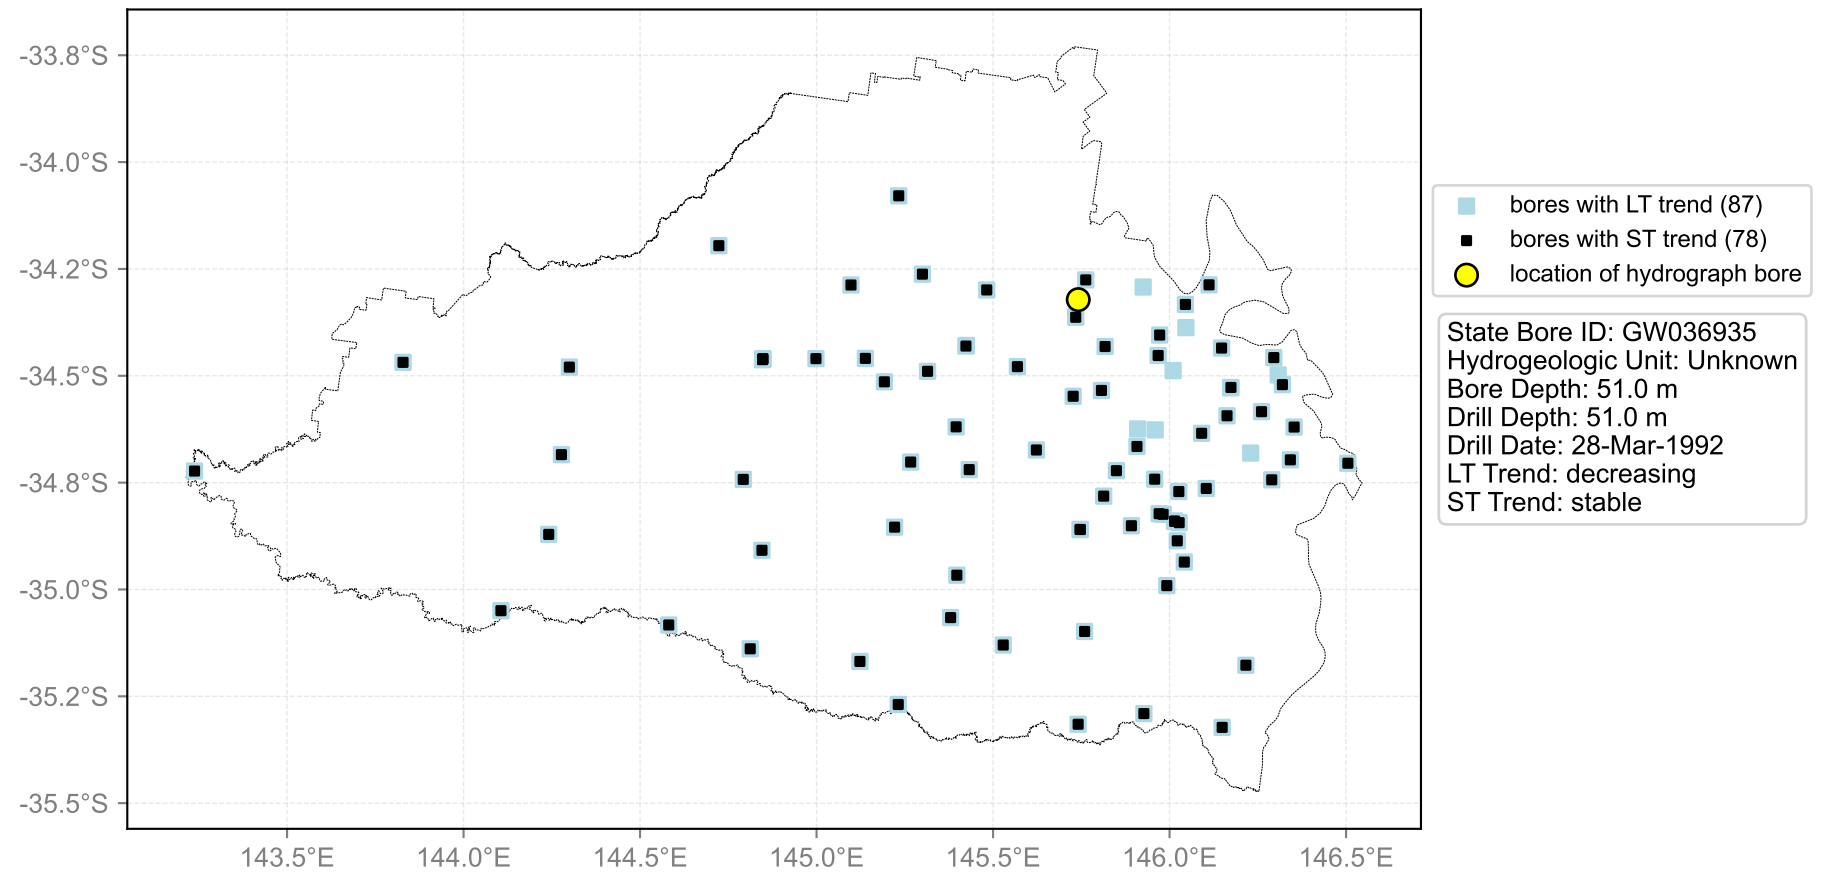 -33.8°S
-34.0°S
-34.2°S
-34.5°S
-34.8°S
-35.0°S
-35.2°S
-35.5°S
143.5°E
144.0°E
144.5°E
145.0°E
145.5°E
146.0°E
146.5°E
bores with LT trend (87)
bores with ST trend (78)
location of hydrograph bore
State Bore ID: GW036935
Hydrogeologic Unit: Unknown
Bore Depth: 51.0 m
Drill Depth: 51.0 m
Drill Date: 28-Mar-1992
LT Trend: decreasing
ST Trend: stable